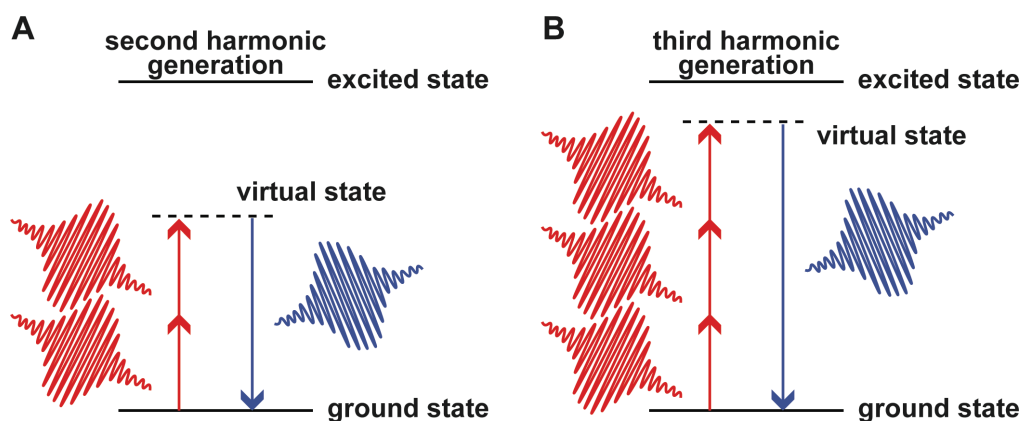 A
second harmonic
generation
excited state
virtual state
ground state
B
third harmonic
generation
excited state
virtual state
ground state